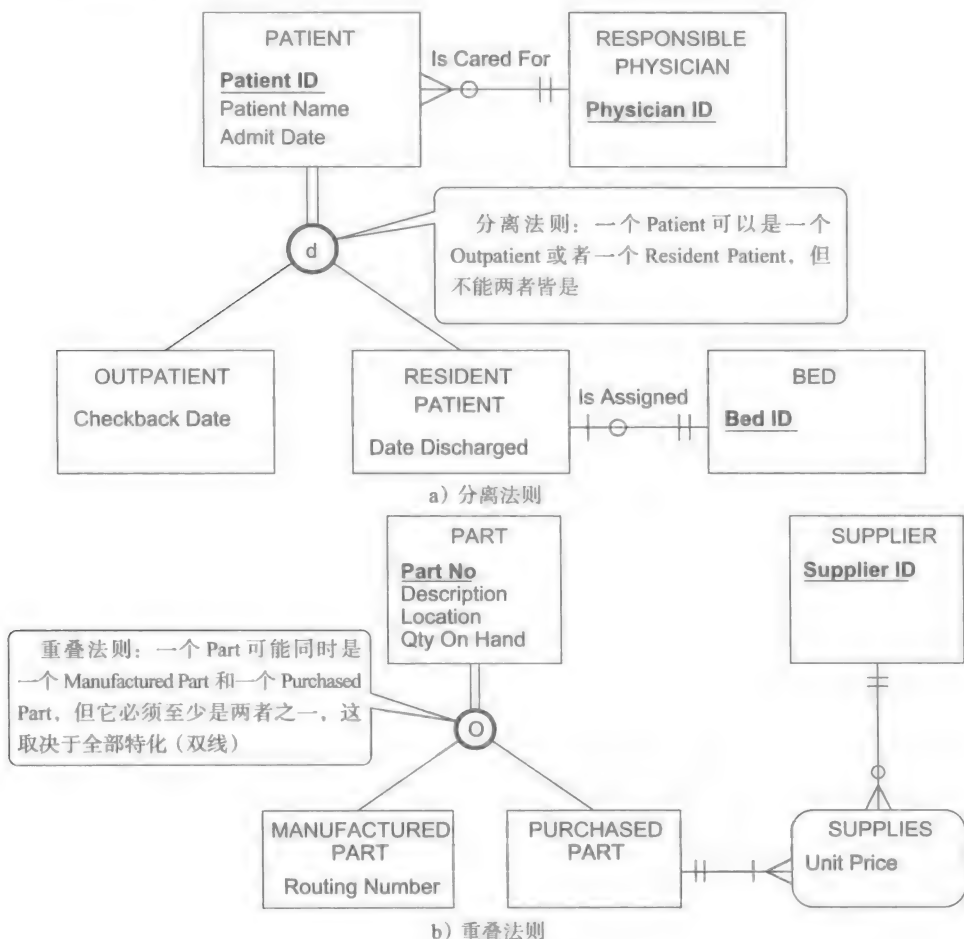 PATIENT
Patient ID
Patient Name
Admit Date
Is Cared For
RESPONSIBLE
PHYSICIAN
Physician ID
d
分离法则：一个 Patient 可以是一个
Outpatient 或者一个 Resident Patient，但
不能两者皆是
OUTPATIENT
Checkback Date
RESIDENT
PATIENT
Date Discharged
Is Assigned
BED
Bed ID
a）分离法则
PART
Part No
Description
Location
Qty On Hand
SUPPLIER
Supplier ID
重叠法则：一个 Part 可能同时是
一个 Manufactured Part 和一个 Purchased
Part，但它必须至少是两者之一，这
取决于全部特化（双线）
O
MANUFACTURED
PART
Routing Number
PURCHASED
PART
SUPPLIES
Unit Price
b）重叠法则